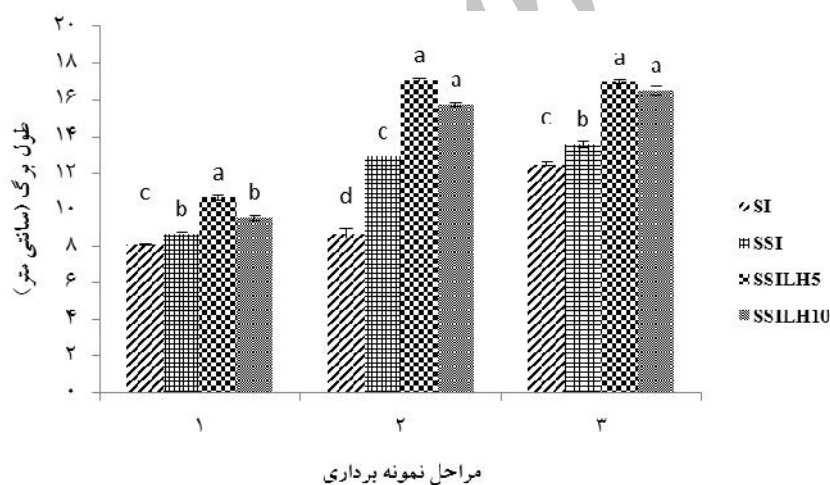 طول برگ (سانتی متر)
۲۰
۱۸
۱۶
۱۴
۱۲
۱۰
۸
۶
۴
۲
۰
c b a b
d c a a
c b a a
۱ ۲ ۳
مراحل نمونه برداری
SI
SSI
SSILH5
SSILH10